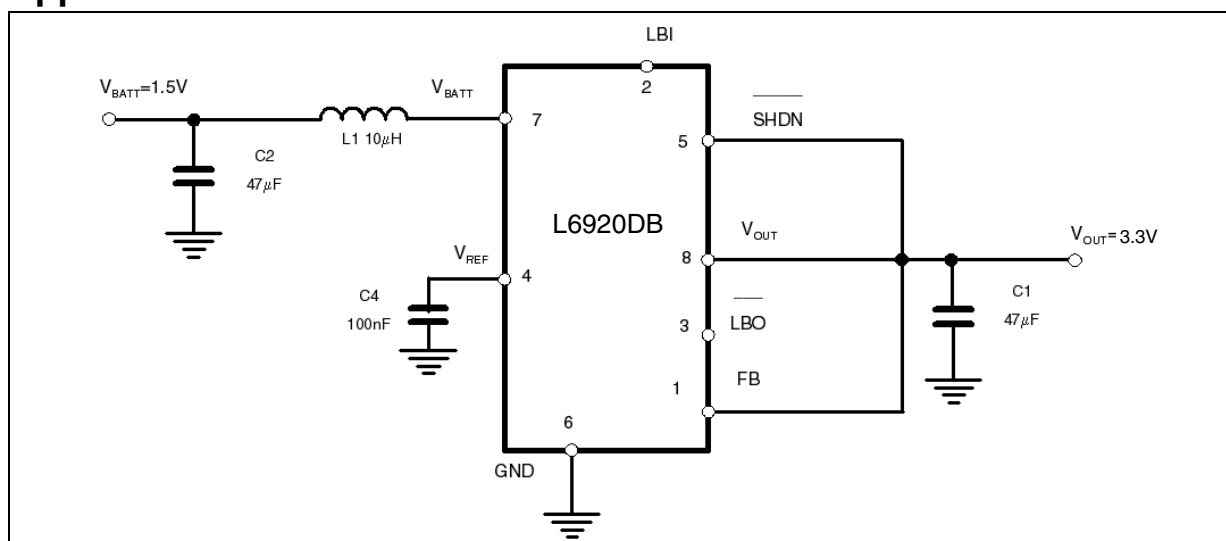 LBI
2
V_BATT=1.5V
V_BATT
7
L1 10μH
C2
47μF
SHDN
5
L6920DB
V_OUT
8
V_OUT=3.3V
V_REF
4
C4
100nF
LBO
3
C1
47μF
FB
1
6
GND